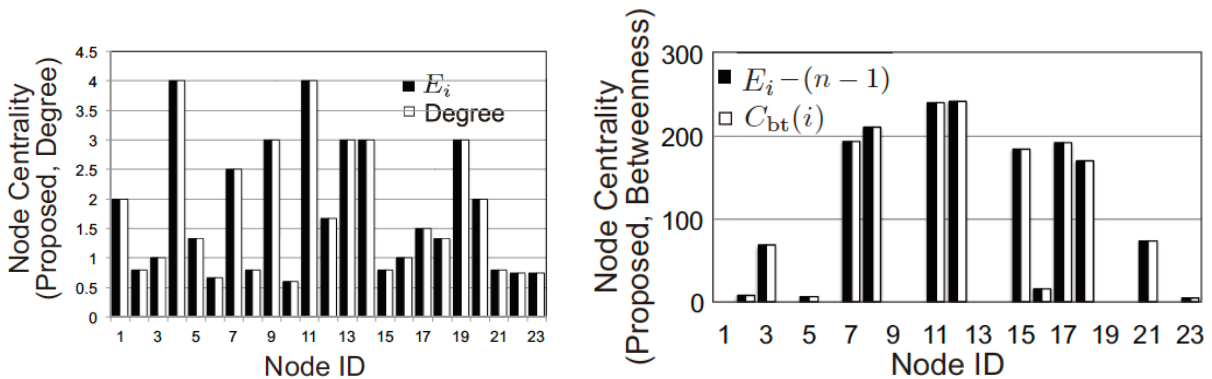 Node Centrality
(Proposed, Degree)
4.5
4
3.5
3
2.5
2
1.5
1
0.5
0
E_i
Degree
1 3 5 7 9 11 13 15 17 19 21 23
Node ID
Node Centrality
(Proposed, Betweenness)
300
200
100
0
E_i − (n − 1)
C_bt(i)
1 3 5 7 9 11 13 15 17 19 21 23
Node ID